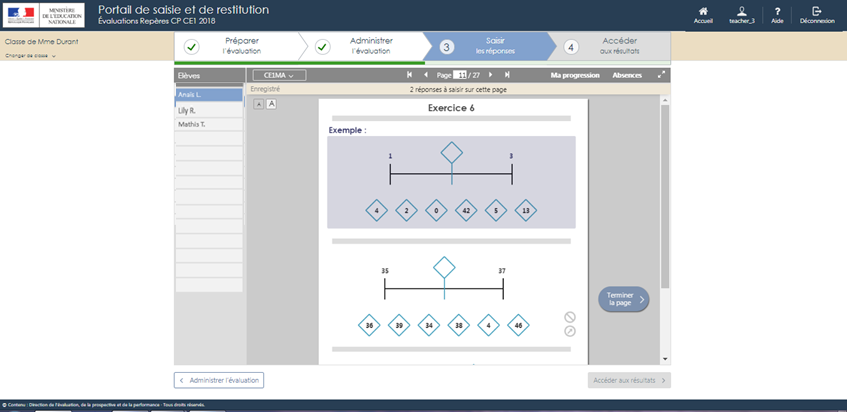 MINISTÈRE
DE L'ÉDUCATION
NATIONALE
Portail de saisie et de restitution
Évaluations Repères CP CE1 2018
Accueil
teacher_3
?
Aide
Déconnexion
Classe de Mme Durant
Changer de classe
Préparer
l'évaluation
Administrer
l'évaluation
3
Saisir
les réponses
4
Accéder
aux résultats
Elèves
CE1MA
Page 11 / 27
Ma progression
Absences
Anaïs L.
Lily R.
Mathis T.
Enregistré
2 réponses à saisir sur cette page
A A
Exercice 6
Exemple :
1 3
4 2 0 42 5 13
35 37
36 39 34 38 4 46
Terminer
la page
Administrer l'évaluation
Accéder aux résultats
© Contenu : Direction de l'évaluation, de la prospective et de la performance - Tous droits réservés.